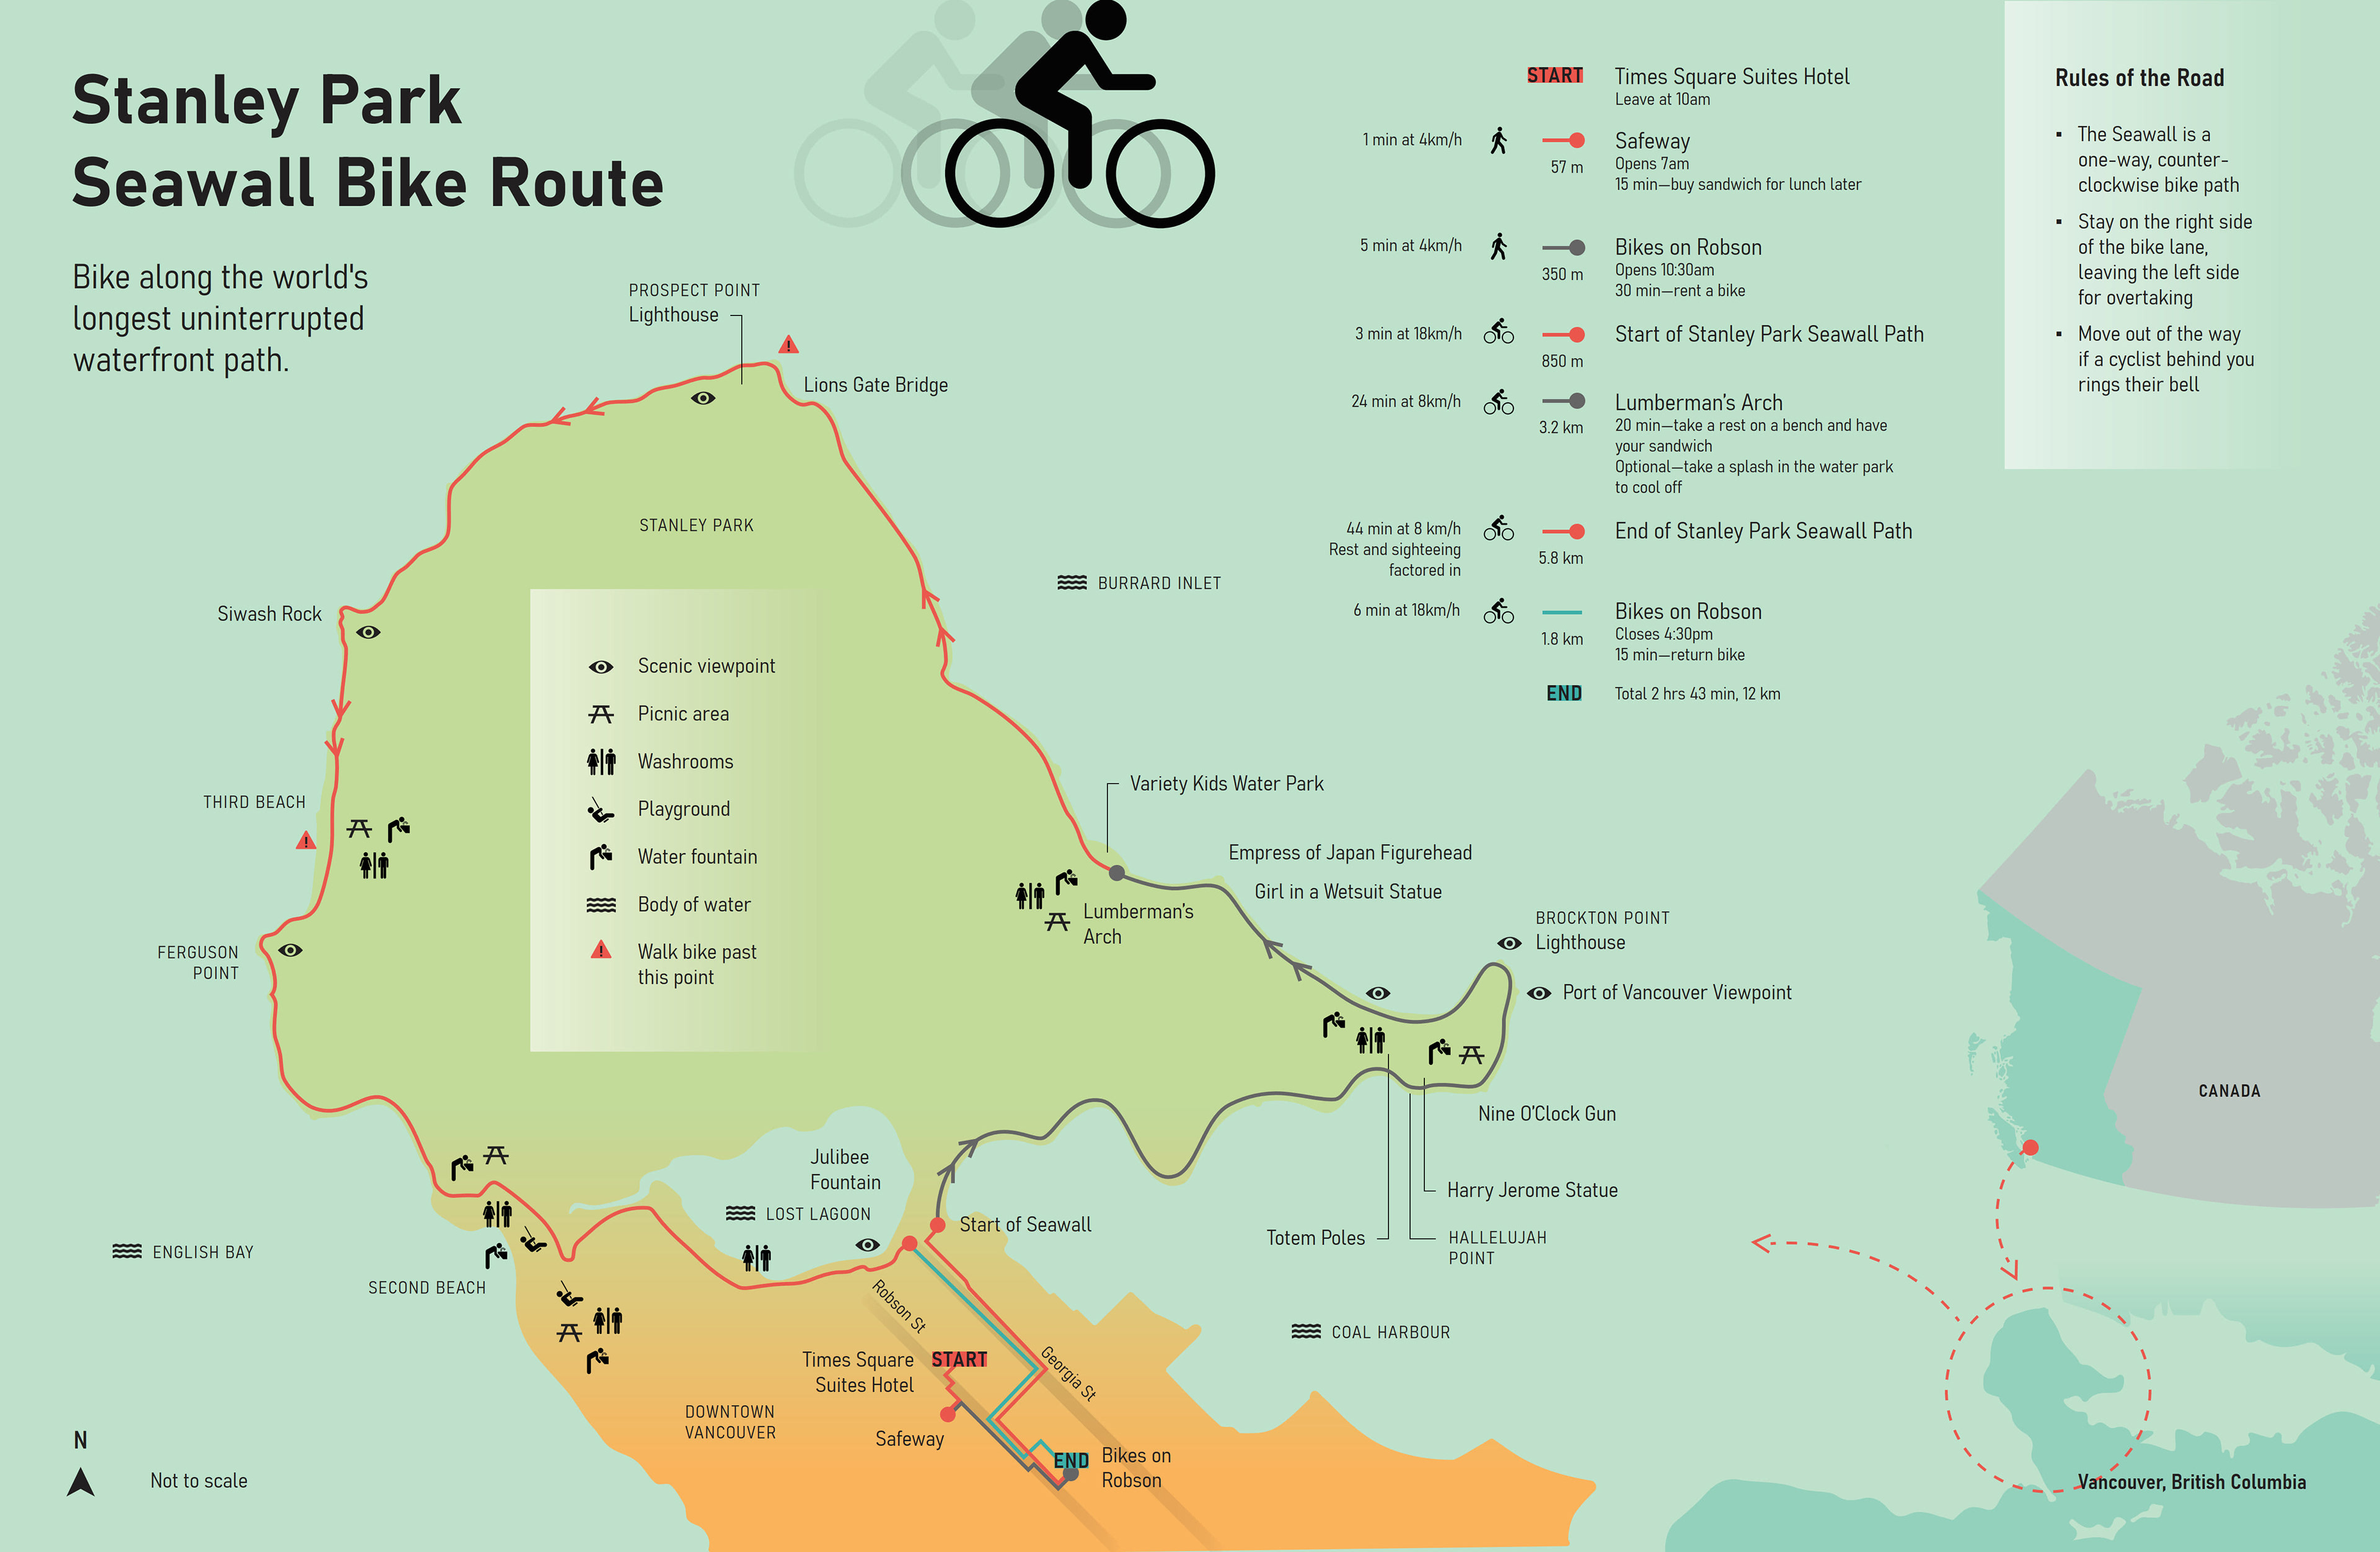 Stanley Park
Seawall Bike Route
Bike along the world's
longest uninterrupted
waterfront path.
START
Times Square Suites Hotel
Leave at 10am
1 min at 4km/h
57 m
Safeway
Opens 7am
15 min—buy sandwich for lunch later
5 min at 4km/h
350 m
Bikes on Robson
Opens 10:30am
30 min—rent a bike
3 min at 18km/h
850 m
Start of Stanley Park Seawall Path
24 min at 8km/h
3.2 km
Lumberman's Arch
20 min—take a rest on a bench and have
your sandwich
Optional—take a splash in the water park
to cool off
44 min at 8 km/h
Rest and sighteeing
factored in
5.8 km
End of Stanley Park Seawall Path
6 min at 18km/h
1.8 km
Bikes on Robson
Closes 4:30pm
15 min—return bike
END
Total 2 hrs 43 min, 12 km
Rules of the Road
▪ The Seawall is a
one-way, counter-
clockwise bike path
▪ Stay on the right side
of the bike lane,
leaving the left side
for overtaking
▪ Move out of the way
if a cyclist behind you
rings their bell
PROSPECT POINT
Lighthouse
Lions Gate Bridge
STANLEY PARK
BURRARD INLET
Siwash Rock
Scenic viewpoint
Picnic area
Washrooms
Playground
Water fountain
Body of water
Walk bike past
this point
THIRD BEACH
FERGUSON
POINT
Variety Kids Water Park
Empress of Japan Figurehead
Girl in a Wetsuit Statue
Lumberman's
Arch
BROCKTON POINT
Lighthouse
Port of Vancouver Viewpoint
Nine O'Clock Gun
Harry Jerome Statue
Totem Poles
HALLELUJAH
POINT
Julibee
Fountain
LOST LAGOON
Start of Seawall
ENGLISH BAY
SECOND BEACH
Robson St
Georgia St
COAL HARBOUR
Times Square
Suites Hotel
START
DOWNTOWN
VANCOUVER
Safeway
END
Bikes on
Robson
N
Not to scale
CANADA
Vancouver, British Columbia